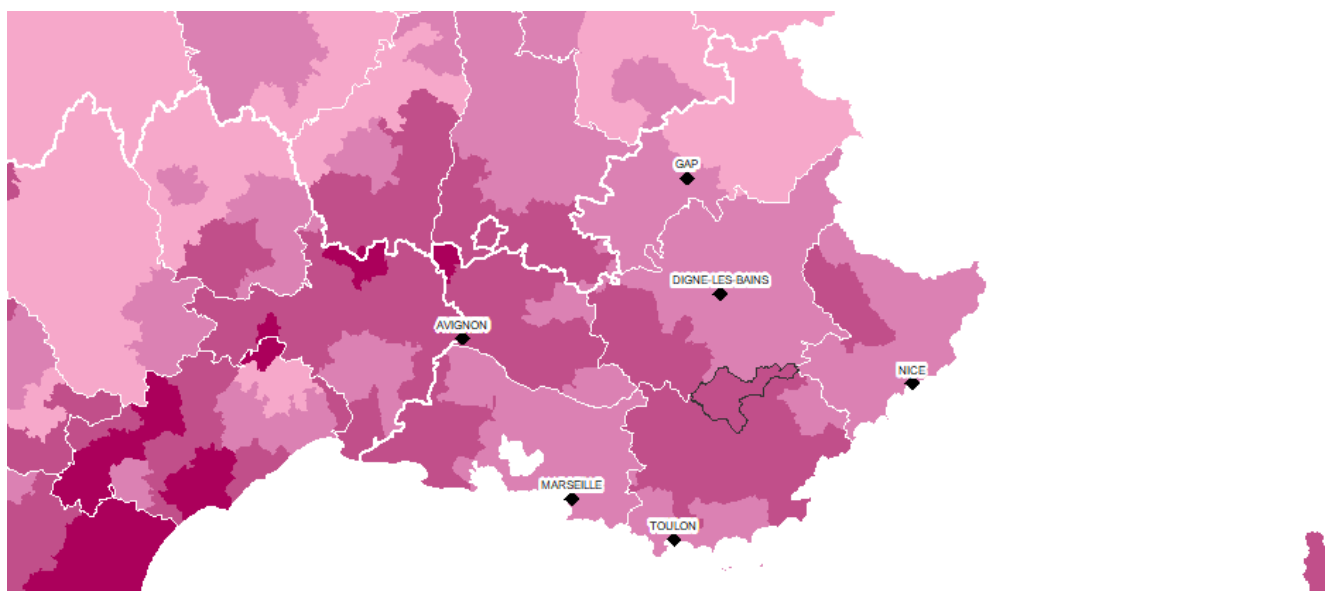 GAP
DIGNE-LES-BAINS
AVIGNON
NICE
MARSEILLE
TOULON